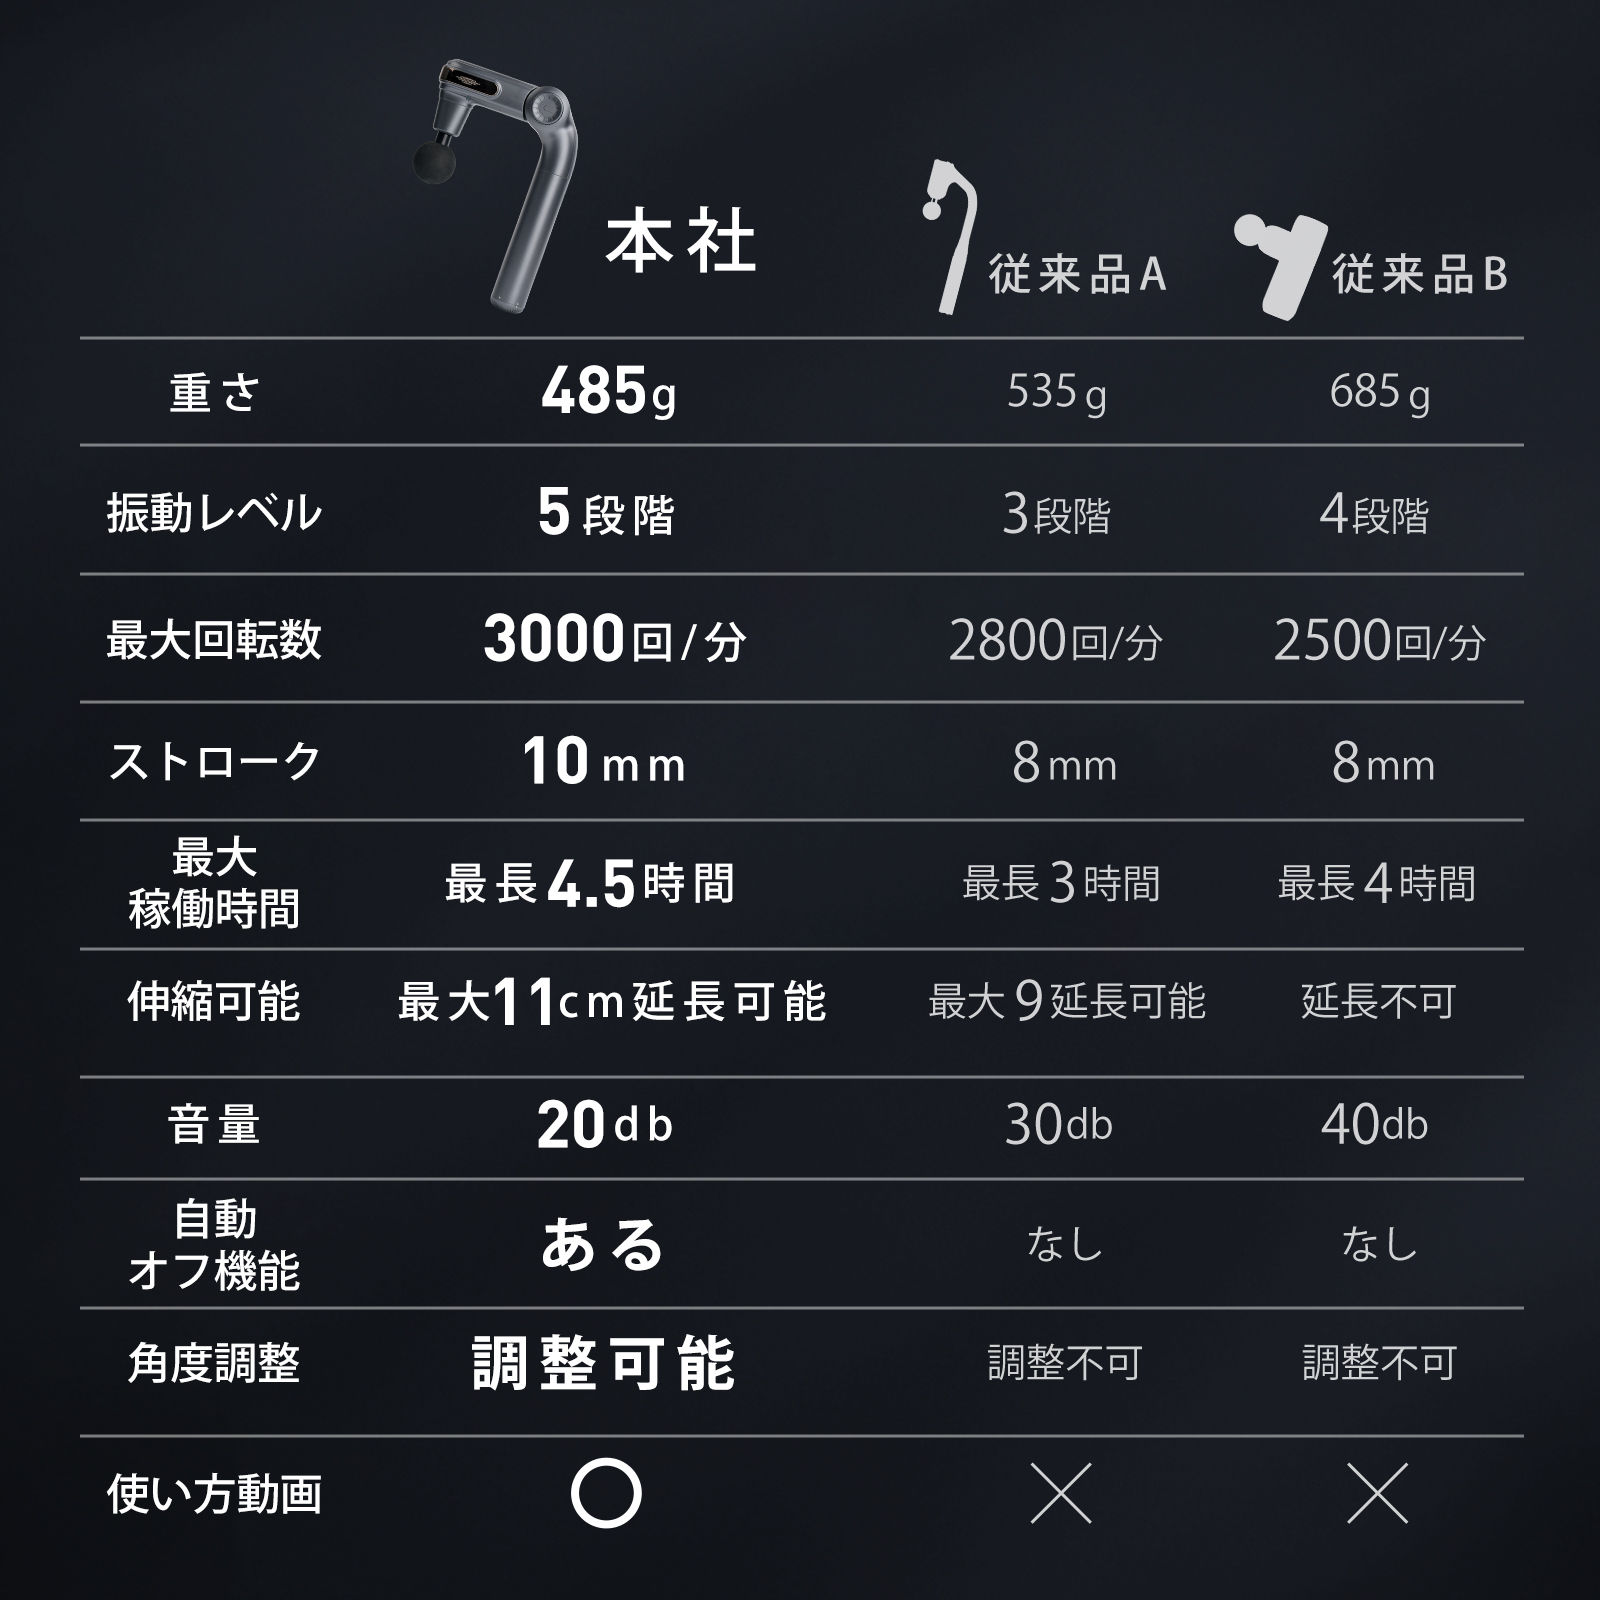 本社 従来品A 従来品B
重さ 485g 535g 685g
振動レベル 5段階 3段階 4段階
最大回転数 3000回/分 2800回/分 2500回/分
ストローク 10mm 8mm 8mm
最大
稼働時間 最長4.5時間 最長3時間 最長4時間
伸縮可能 最大11cm延長可能 最大9延長可能 延長不可
音量 20db 30db 40db
自動
オフ機能 ある なし なし
角度調整 調整可能 調整不可 調整不可
使い方動画 ○ × ×